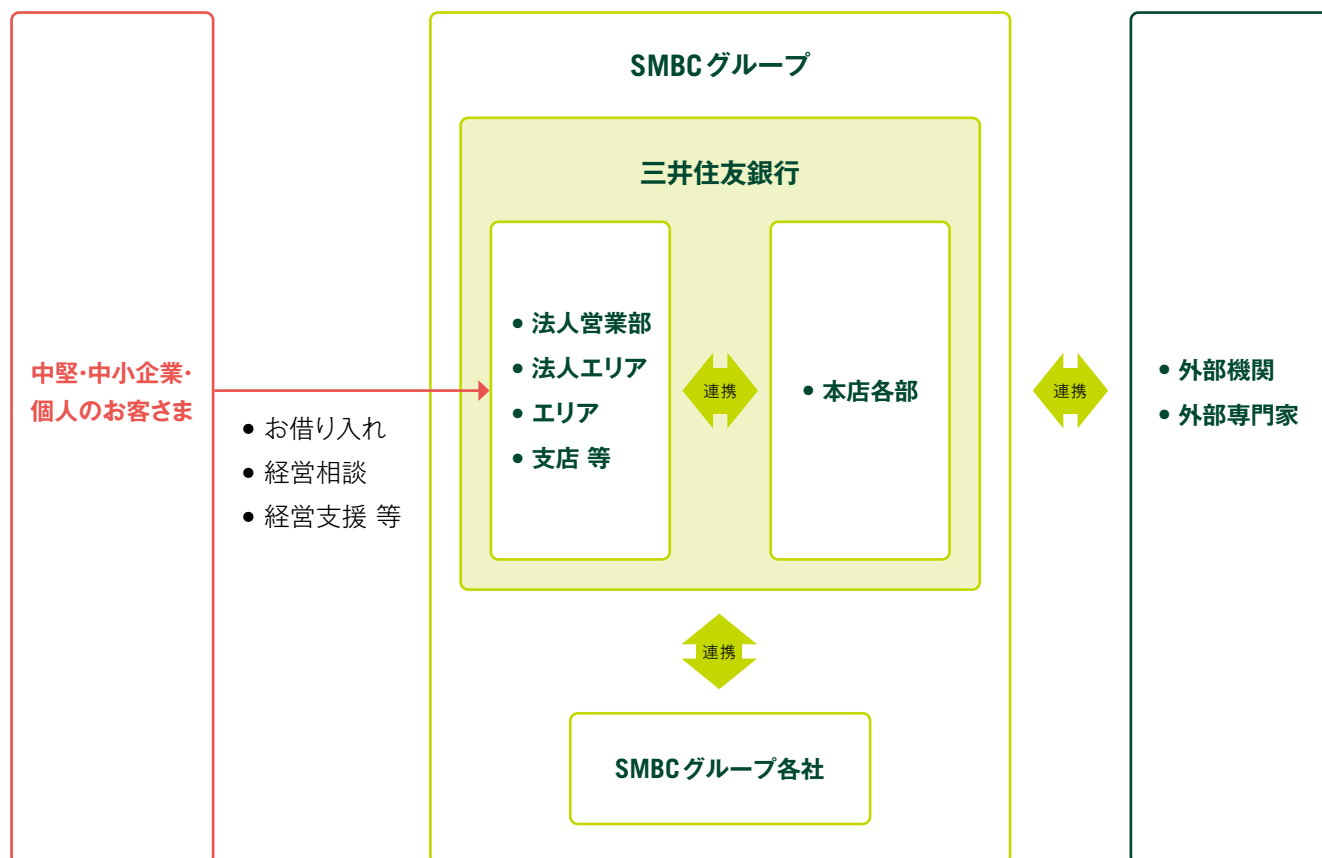 SMBCグループ
三井住友銀行
中堅・中小企業・
個人のお客さま
• お借り入れ
• 経営相談
• 経営支援 等
• 法人営業部
• 法人エリア
• エリア
• 支店 等
連携
• 本店各部
連携
• 外部機関
• 外部専門家
連携
SMBCグループ各社